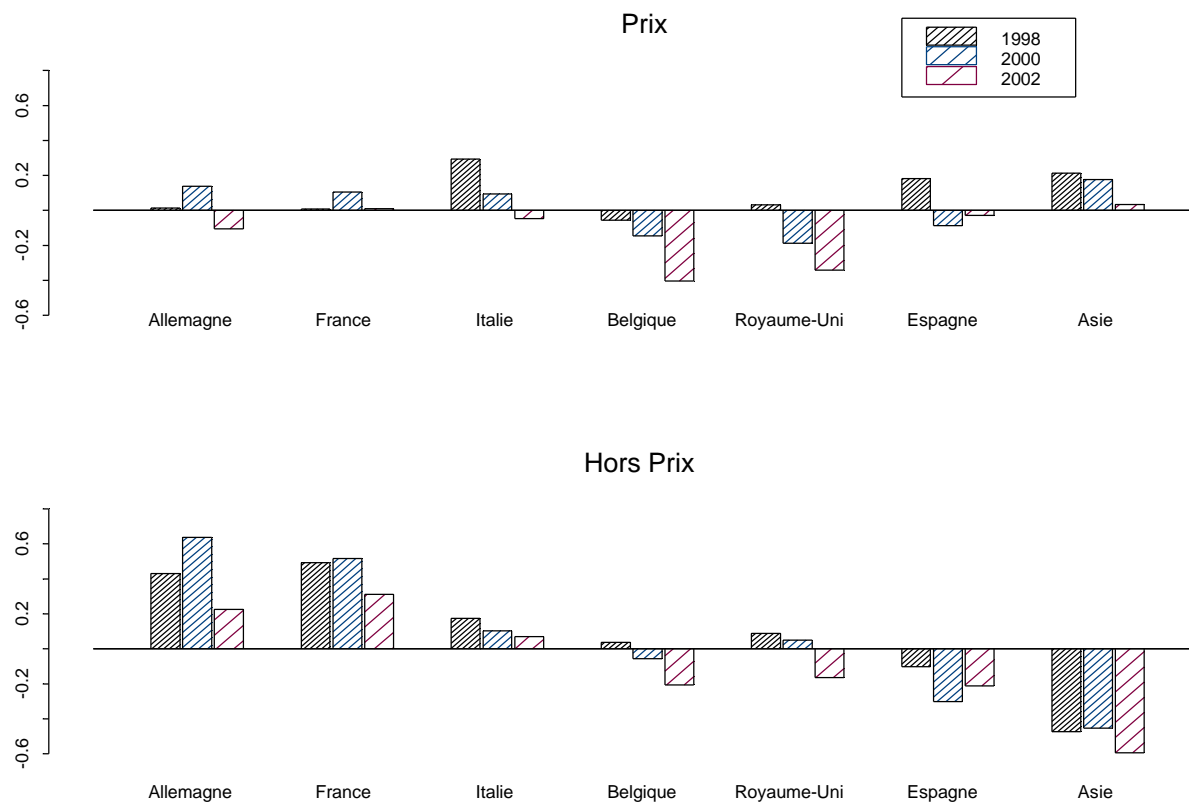 Prix
1998
2000
2002
0.6
0.2
-0.2
-0.6
Allemagne France Italie Belgique Royaume-Uni Espagne Asie
Hors Prix
0.6
0.2
-0.2
-0.6
Allemagne France Italie Belgique Royaume-Uni Espagne Asie